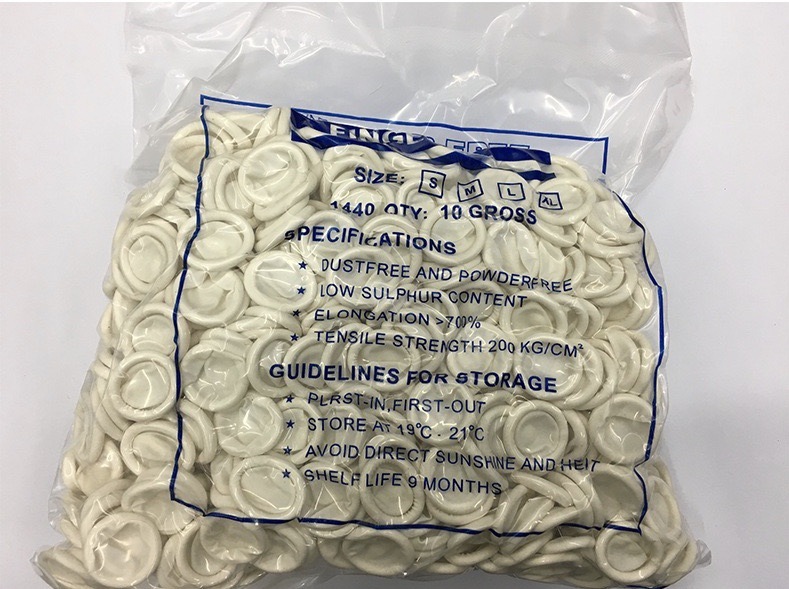 SIZE: S M L XL
1440 QTY: 10 GROSS
SPECIFICATIONS
★ DUSTFREE AND POWDERFREE
★ LOW SULPHUR CONTENT
★ ELONGATION >700%
★ TENSILE STRENGTH 200 KG/CM²
GUIDELINES FOR STORAGE
★ PLRST-IN,FIRST-OUT
★ STORE AT 19℃ - 21℃
★ AVOID DIRECT SUNSHINE AND HEIT
★ SHELF LIFE 9 MONTHS